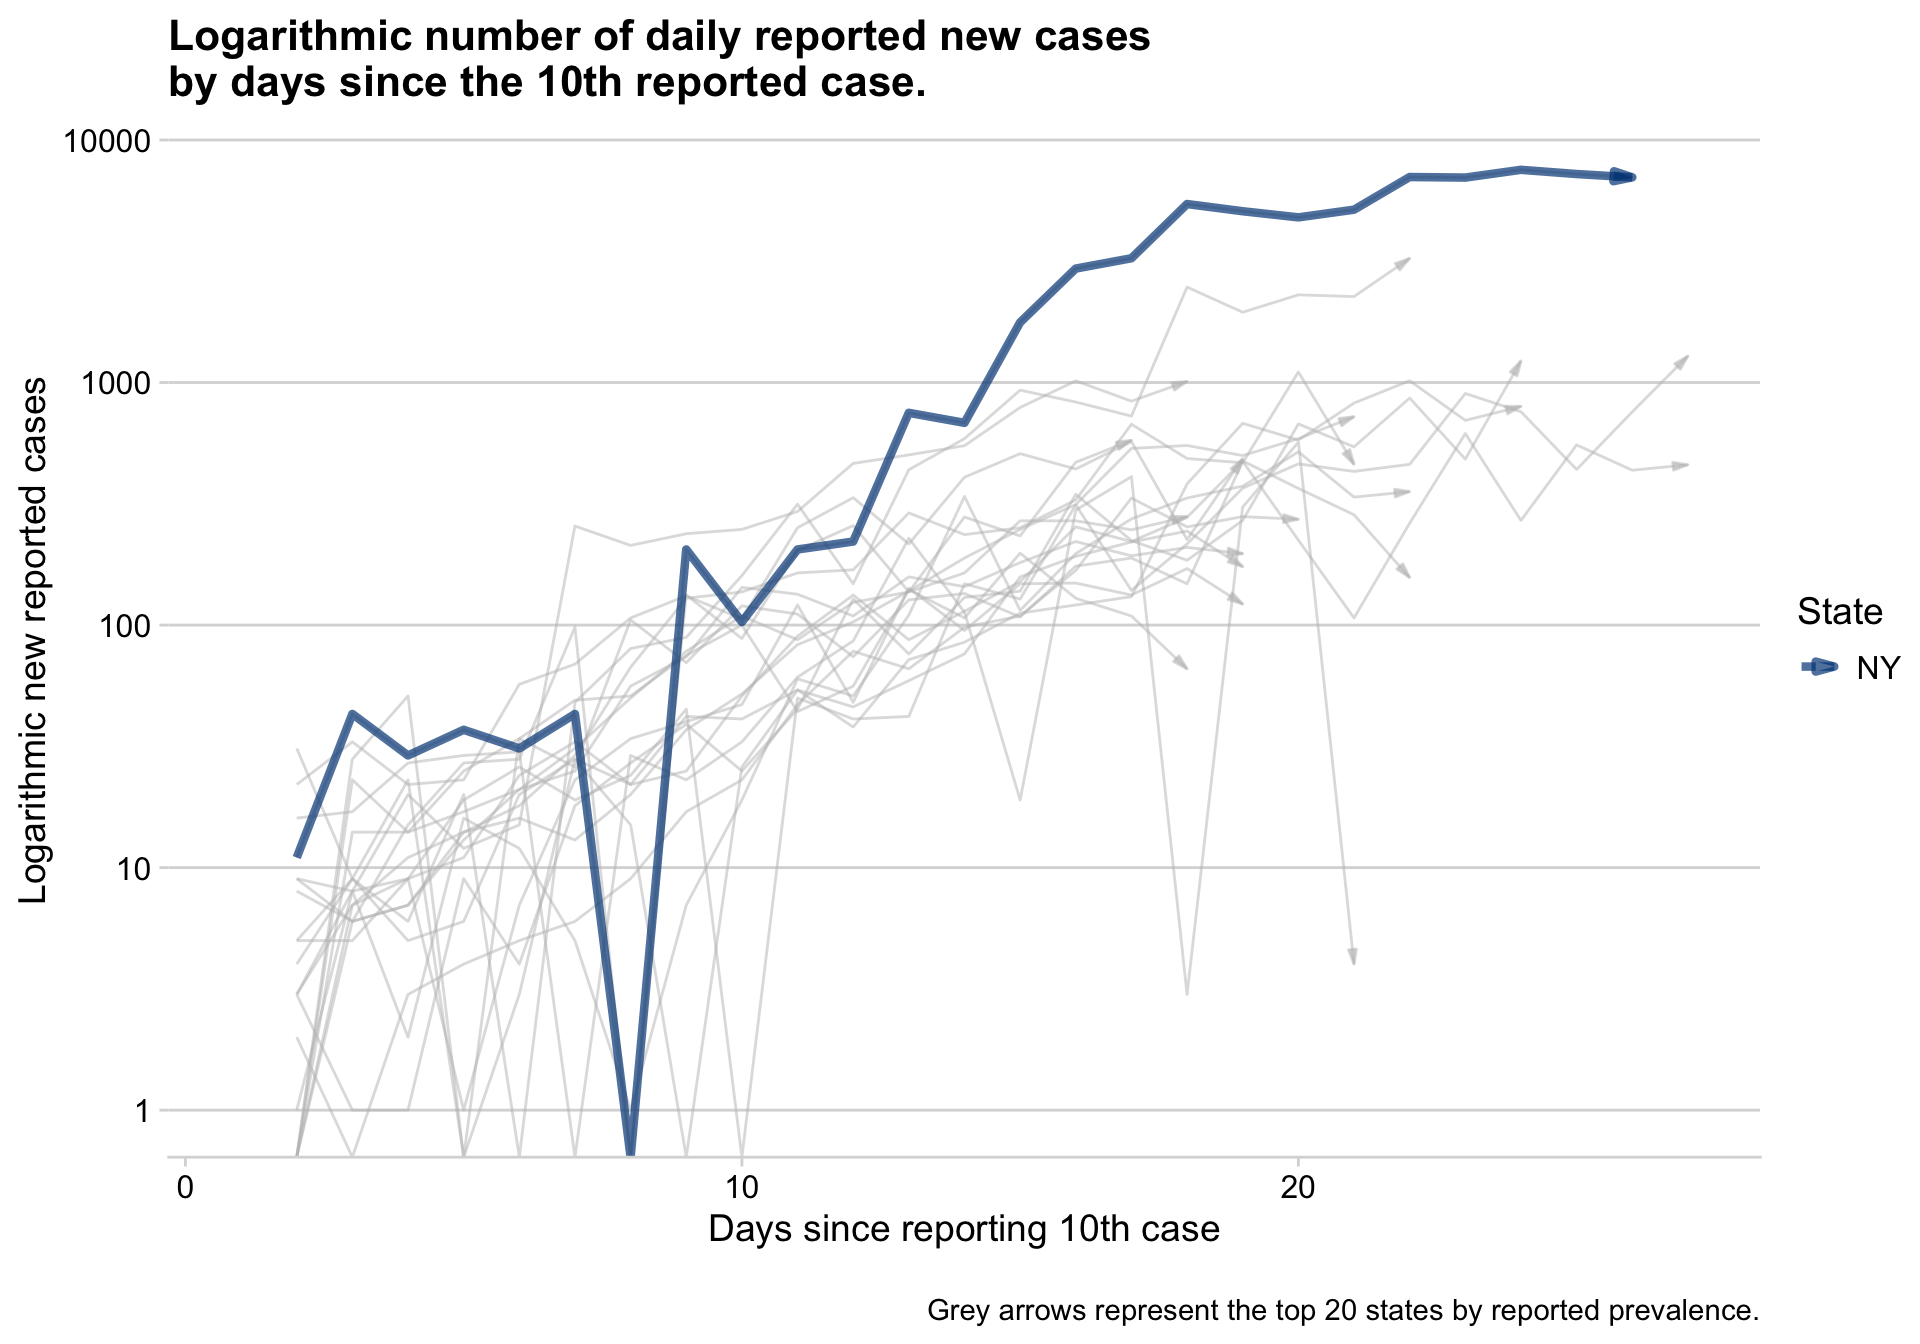 Logarithmic number of daily reported new cases
by days since the 10th reported case.
Logarithmic new reported cases
10000
1000
100
10
1
0
10
20
Days since reporting 10th case
State
NY
Grey arrows represent the top 20 states by reported prevalence.